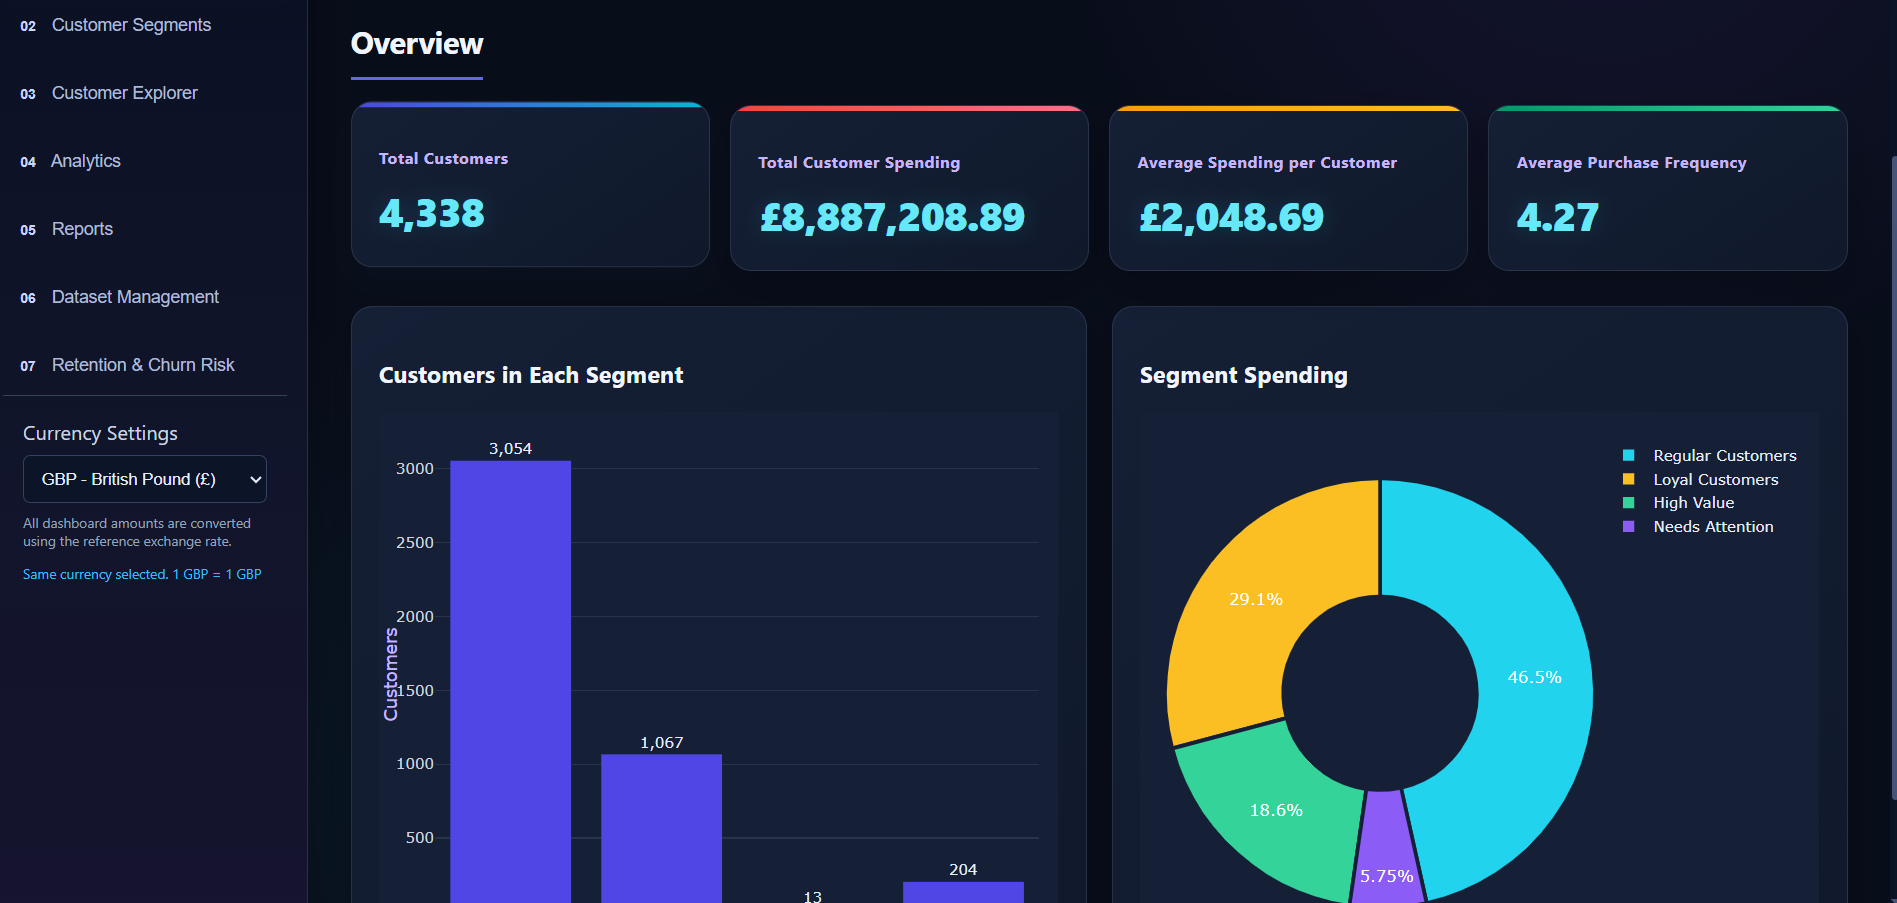 02 Customer Segments
03 Customer Explorer
04 Analytics
05 Reports
06 Dataset Management
07 Retention & Churn Risk
Currency Settings
GBP - British Pound (£)
All dashboard amounts are converted
using the reference exchange rate.
Same currency selected. 1 GBP = 1 GBP
Overview
Total Customers
4,338
Total Customer Spending
£8,887,208.89
Average Spending per Customer
£2,048.69
Average Purchase Frequency
4.27
Customers in Each Segment
Customers
3000
2500
2000
1500
1000
500
3,054
1,067
13
204
Segment Spending
Regular Customers
Loyal Customers
High Value
Needs Attention
29.1%
46.5%
18.6%
5.75%